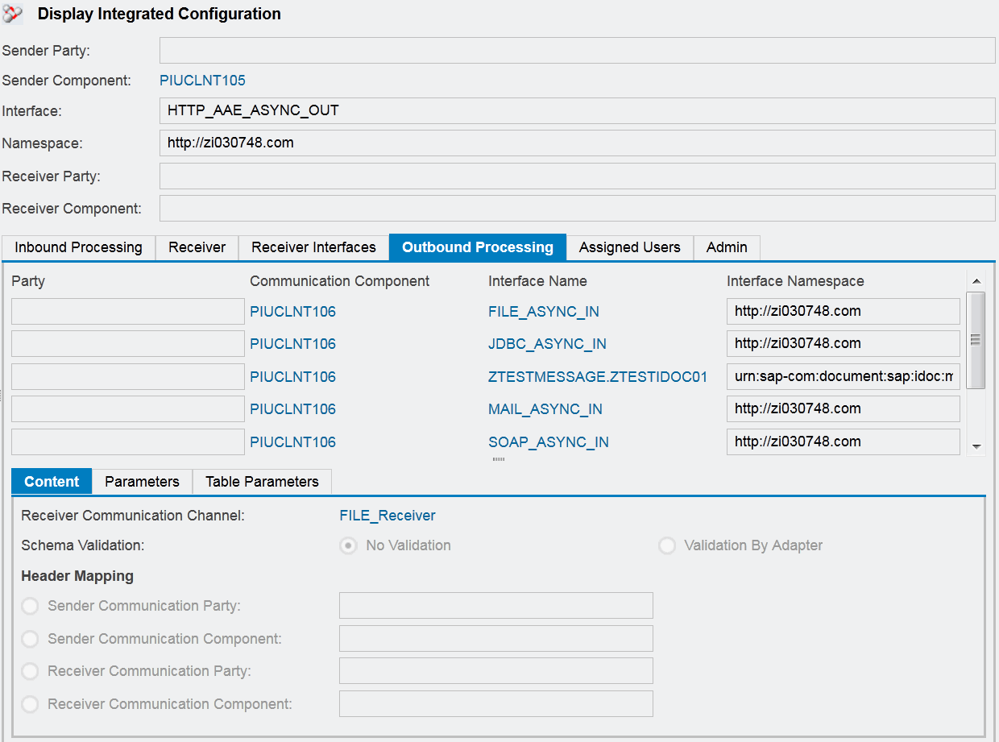 Display Integrated Configuration
Sender Party:
Sender Component: PIUCLNT105
Interface: HTTP_AAE_ASYNC_OUT
Namespace: http://zi030748.com
Receiver Party:
Receiver Component:
Inbound Processing Receiver Receiver Interfaces Outbound Processing Assigned Users Admin
Party Communication Component Interface Name Interface Namespace
PIUCLNT106 FILE_ASYNC_IN http://zi030748.com
PIUCLNT106 JDBC_ASYNC_IN http://zi030748.com
PIUCLNT106 ZTESTMESSAGE.ZTESTIDOC01 urn:sap-com:document:sap:idoc:m
PIUCLNT106 MAIL_ASYNC_IN http://zi030748.com
PIUCLNT106 SOAP_ASYNC_IN http://zi030748.com
Content Parameters Table Parameters
Receiver Communication Channel: FILE_Receiver
Schema Validation: No Validation Validation By Adapter
Header Mapping
Sender Communication Party:
Sender Communication Component:
Receiver Communication Party:
Receiver Communication Component: